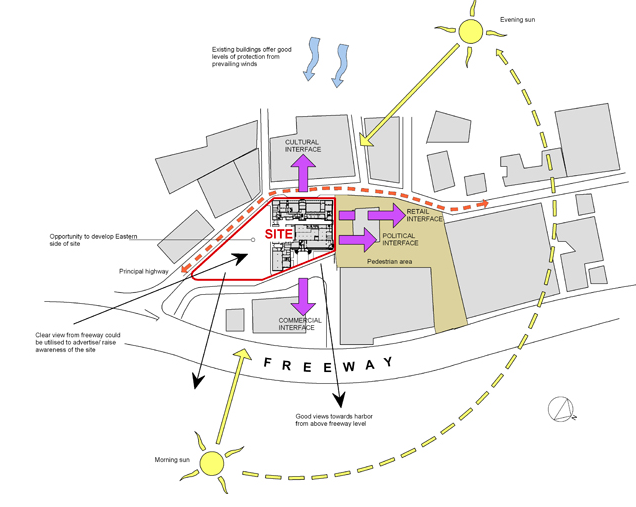 Evening sun
Existing buildings offer good
levels of protection from
prevailing winds
CULTURAL
INTERFACE
RETAIL
INTERFACE
SITE
POLITICAL
INTERFACE
Opportunity to develop Eastern
side of site
Pedestrian area
Principal highway
COMMERCIAL
INTERFACE
Clear view from freeway could
be utilised to advertise/ raise
awareness of the site
FREEWAY
Good views towards harbor
from above freeway level
N
Morning sun